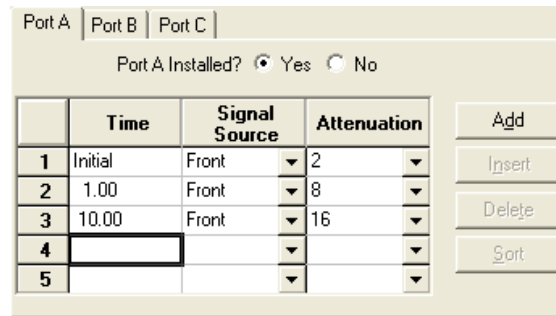 Port A Port B Port C
Port A Installed? Yes No
Time Signal Source Attenuation
1 Initial Front 2
2 1.00 Front 8
3 10.00 Front 16
4
5
Add
Insert
Delete
Sort